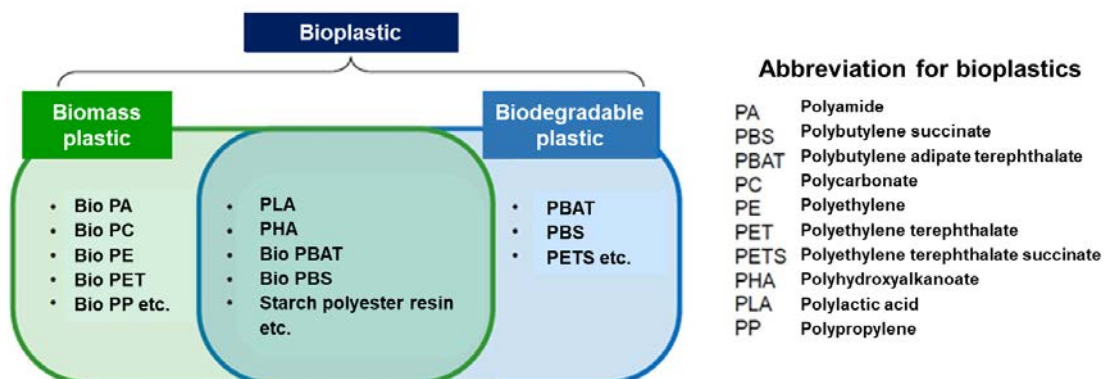 Bioplastic
Biomass
plastic
Biodegradable
plastic
• Bio PA
• Bio PC
• Bio PE
• Bio PET
• Bio PP etc.
• PLA
• PHA
• Bio PBAT
• Bio PBS
• Starch polyester resin
etc.
• PBAT
• PBS
• PETS etc.
Abbreviation for bioplastics
PA Polyamide
PBS Polybutylene succinate
PBAT Polybutylene adipate terephthalate
PC Polycarbonate
PE Polyethylene
PET Polyethylene terephthalate
PETS Polyethylene terephthalate succinate
PHA Polyhydroxyalkanoate
PLA Polylactic acid
PP Polypropylene